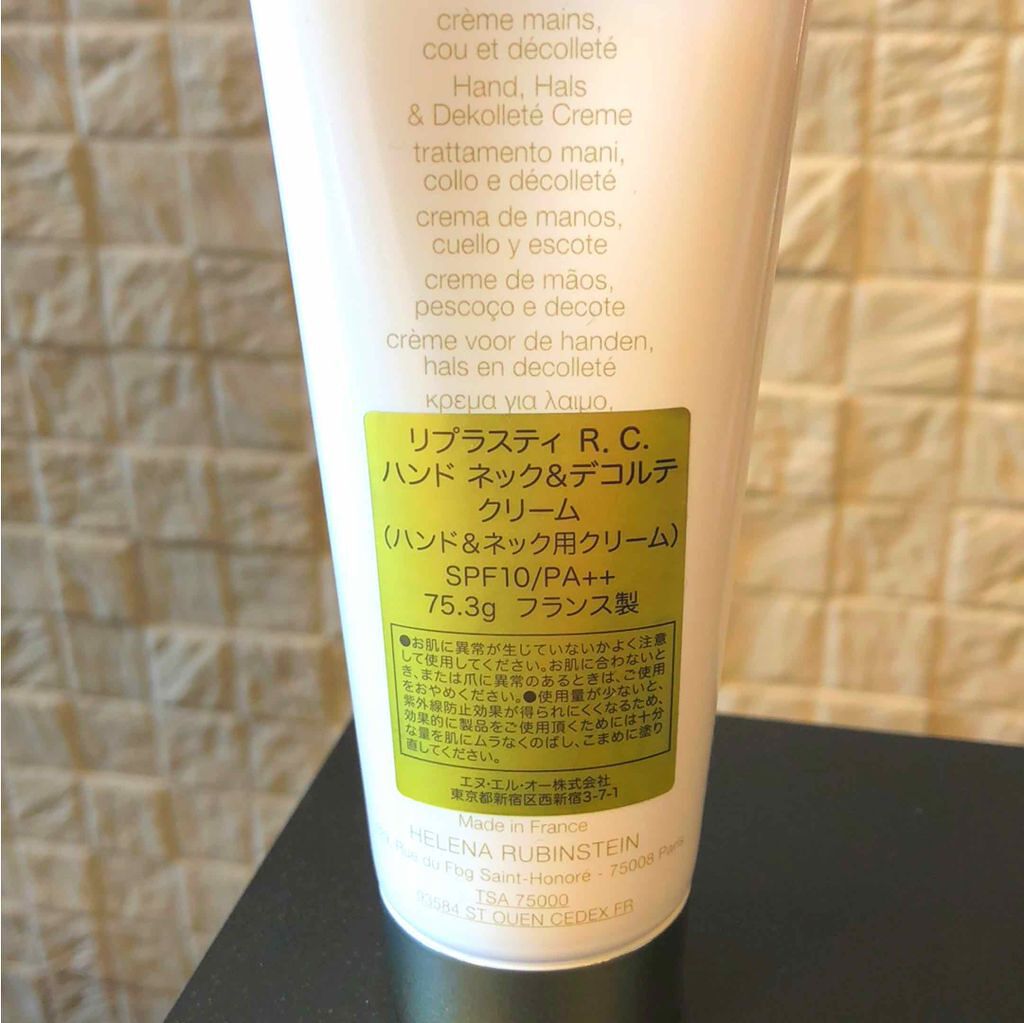 crème mains,
cou et décolleté
Hand, Hals
& Dekolleté Creme
trattamento mani,
collo e décolleté
crema de manos,
cuello y escote
creme de mãos,
pescoço e decote
crème voor de handen,
hals en decolleté
κρεμα για λαιμο,
リプラスティ R. C.
ハンド ネック&デコルテ
クリーム
(ハンド&ネック用クリーム)
SPF10/PA++
75.3g フランス製
●お肌に異常が生じていないかよく注意
して使用してください。お肌に合わないと
き、または爪に異常のあるときは、ご使用
をおやめください。●使用量が少ないと、
紫外線防止効果が得られにくくなるため、
効果的に製品をご使用頂くためには十分
な量を肌にムラなくのばし、こまめに塗り
直してください。
エヌ・エル・オー株式会社
東京都新宿区西新宿3-7-1
Made in France
HELENA RUBINSTEIN
Rue du Fbg Saint-Honoré - 75008 Paris
TSA 75000
93584 ST OUEN CEDEX FR